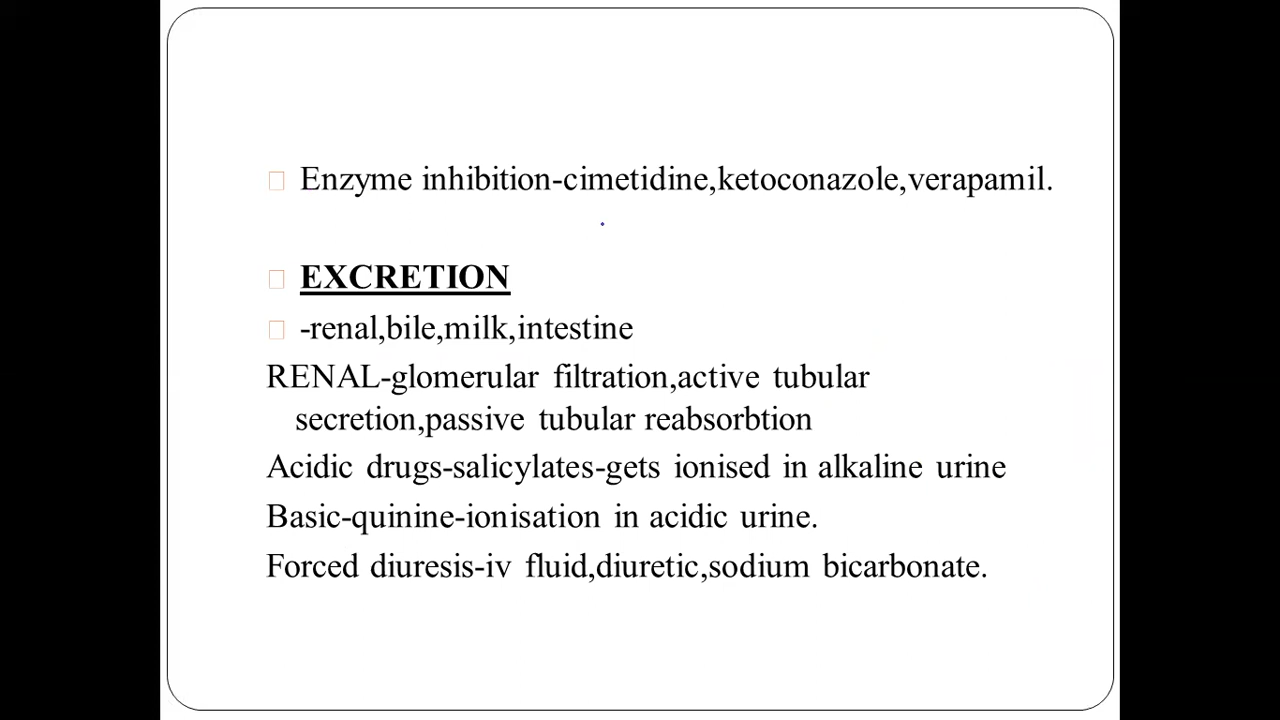 Enzyme inhibition-cimetidine,ketoconazole,verapamil.
EXCRETION
-renal,bile,milk,intestine
RENAL-glomerular filtration,active tubular
secretion,passive tubular reabsorbtion
Acidic drugs-salicylates-gets ionised in alkaline urine
Basic-quinine-ionisation in acidic urine.
Forced diuresis-iv fluid,diuretic,sodium bicarbonate.